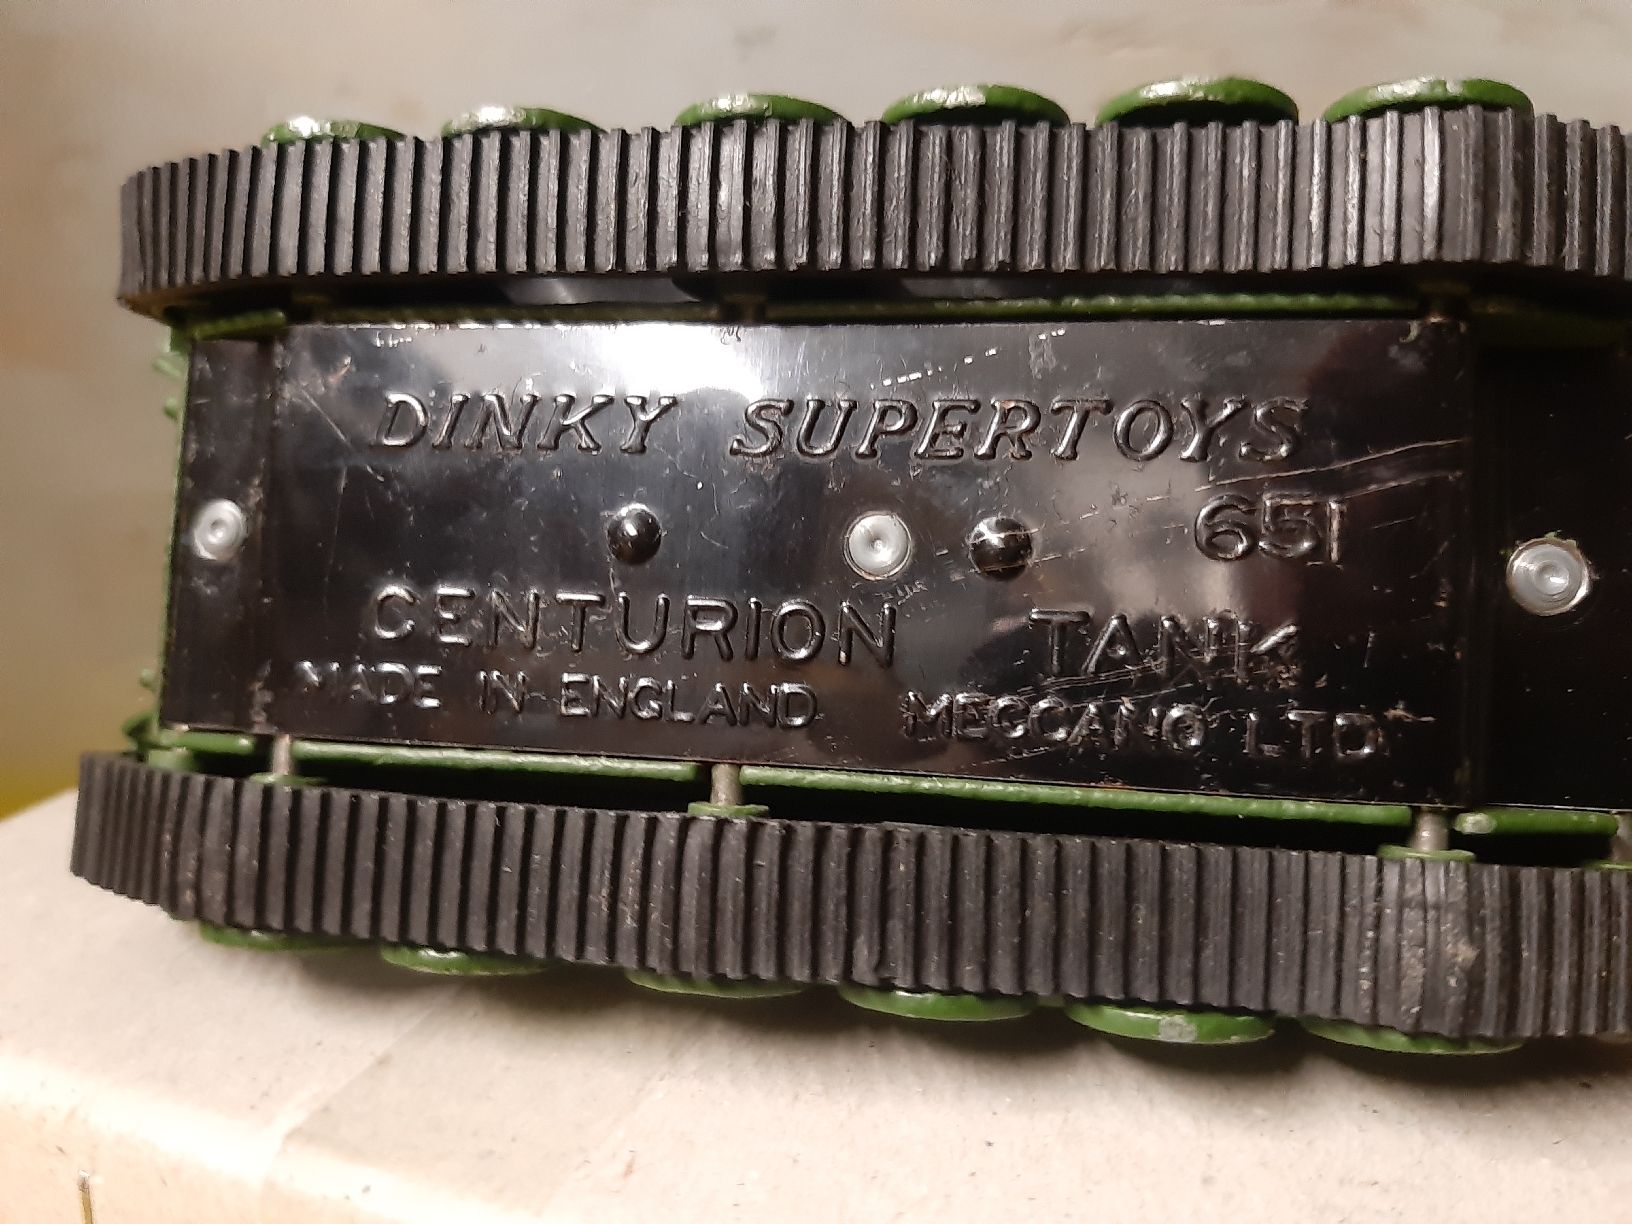 DINKY SUPERTOYS
651
CENTURION TANK
MADE IN ENGLAND MECCANO LTD